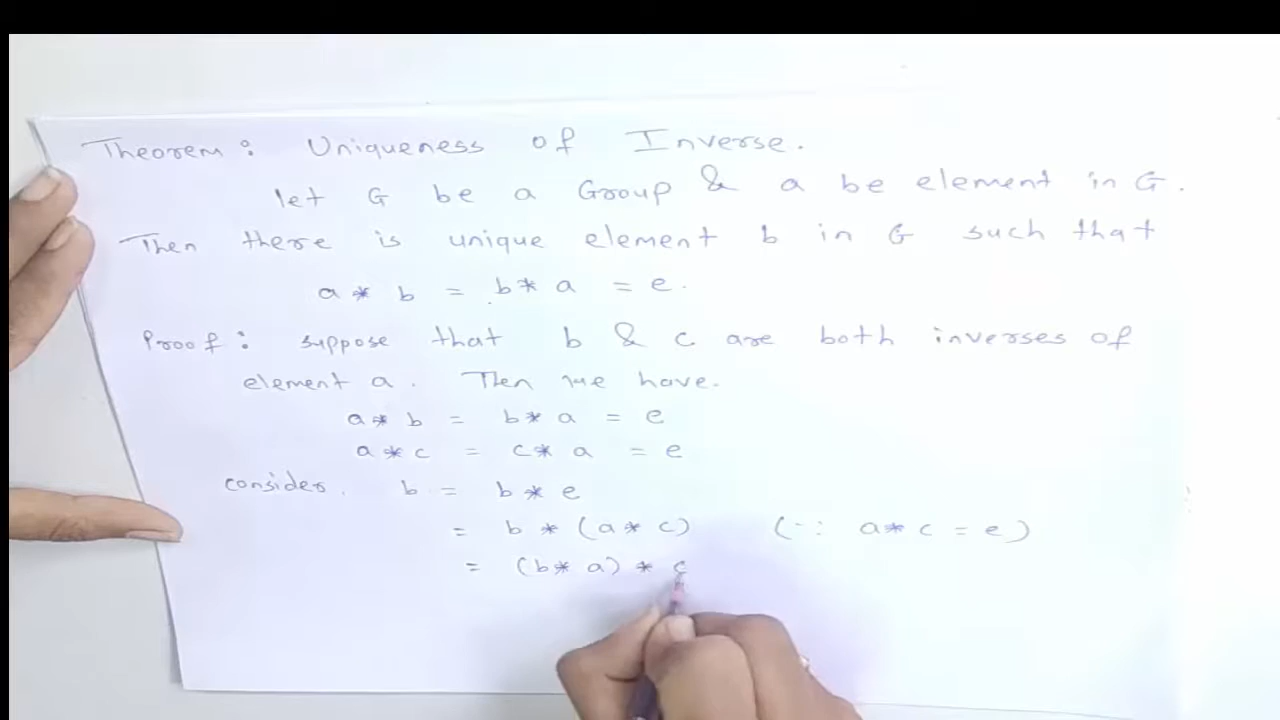 Theorem: Uniqueness of Inverse.
let G be a Group & a be element in G.
Then there is unique element b in G such that
a * b = b * a = e.
Proof: suppose that b & c are both inverses of
element a. Then we have.
a * b = b * a = e
a * c = c * a = e
consider. b = b * e
= b * (a * c) (∵ a * c = e)
= (b * a) * c